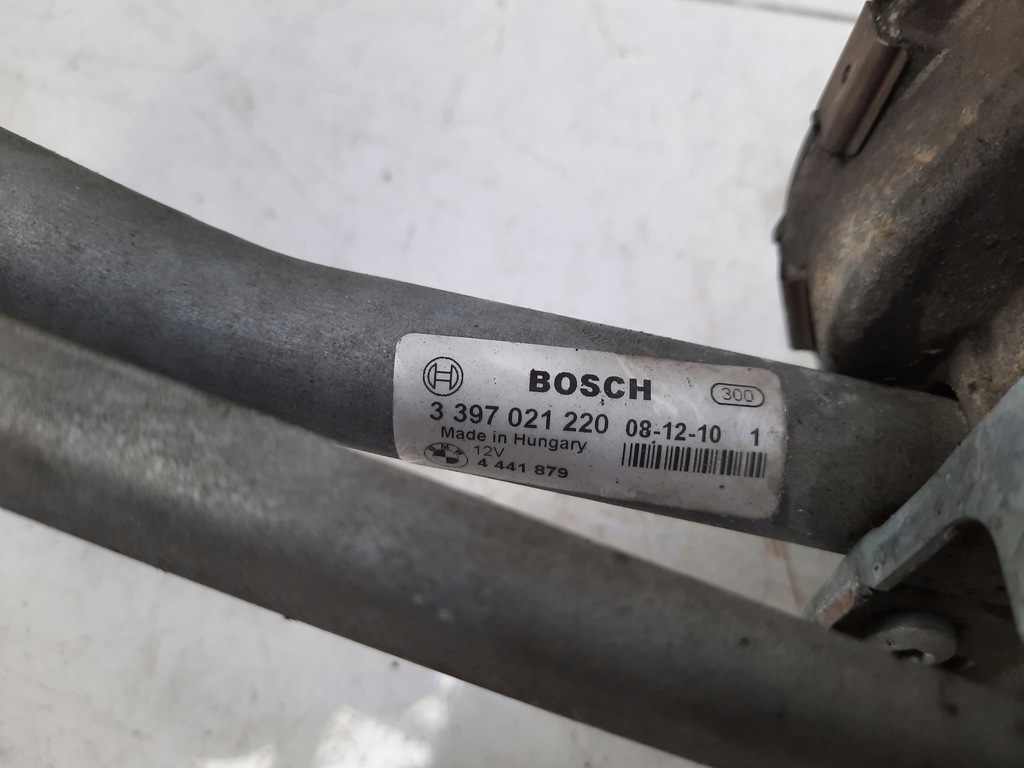 BOSCH 300
3 397 021 220 08-12-10 1
Made in Hungary
12V
4 441 879